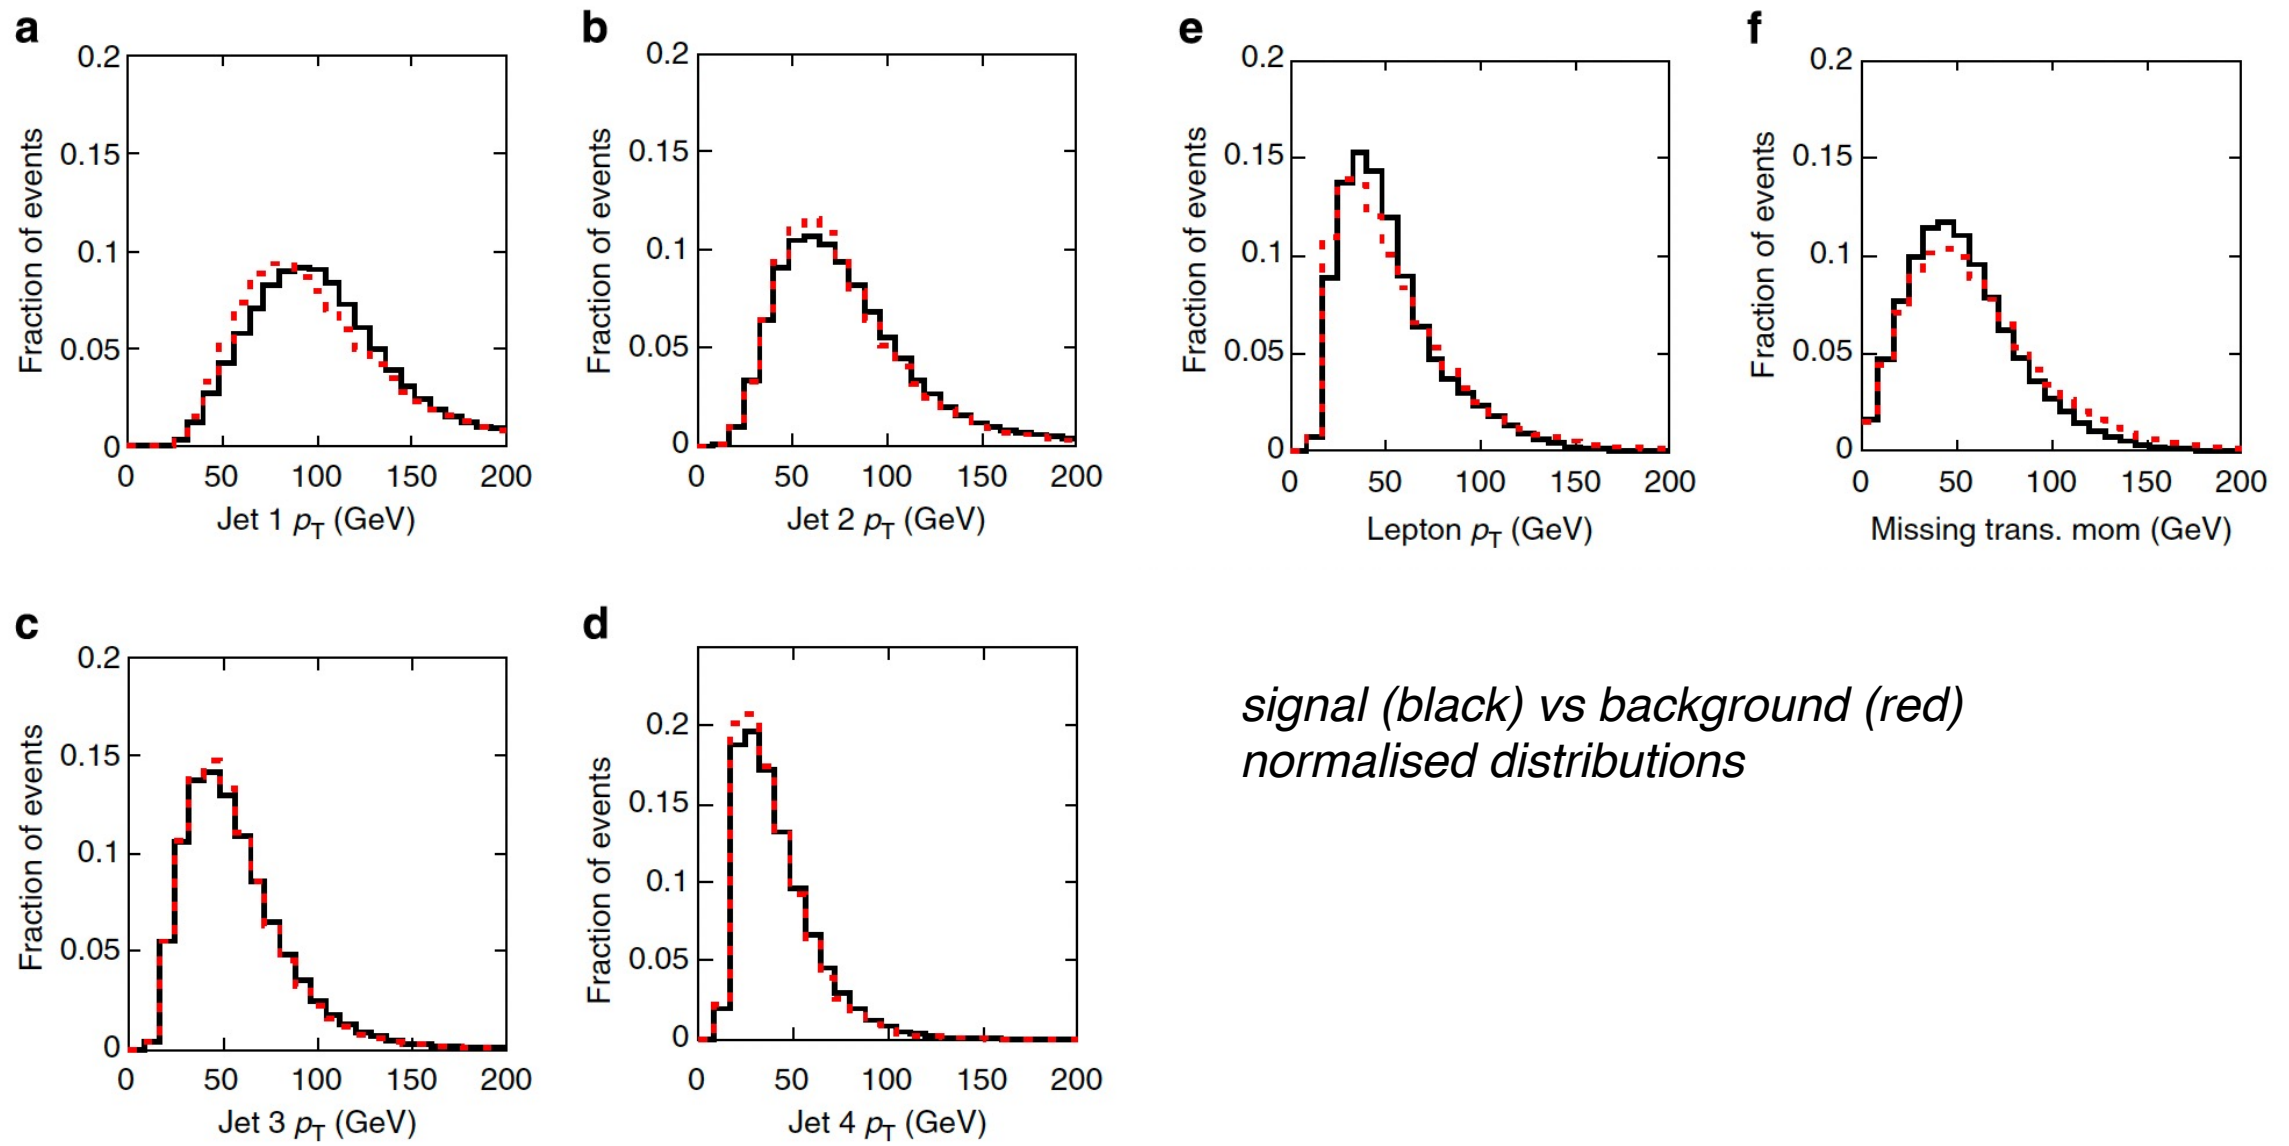 a
0.2
0.15
0.1
0.05
0
Fraction of events
0 50 100 150 200
Jet 1 pT (GeV)
b
0.2
0.15
0.1
0.05
0
Fraction of events
0 50 100 150 200
Jet 2 pT (GeV)
e
0.2
0.15
0.1
0.05
0
Fraction of events
0 50 100 150 200
Lepton pT (GeV)
f
0.2
0.15
0.1
0.05
0
Fraction of events
0 50 100 150 200
Missing trans. mom (GeV)
c
0.2
0.15
0.1
0.05
0
Fraction of events
0 50 100 150 200
Jet 3 pT (GeV)
d
0.2
0.15
0.1
0.05
0
Fraction of events
0 50 100 150 200
Jet 4 pT (GeV)
signal (black) vs background (red)
normalised distributions